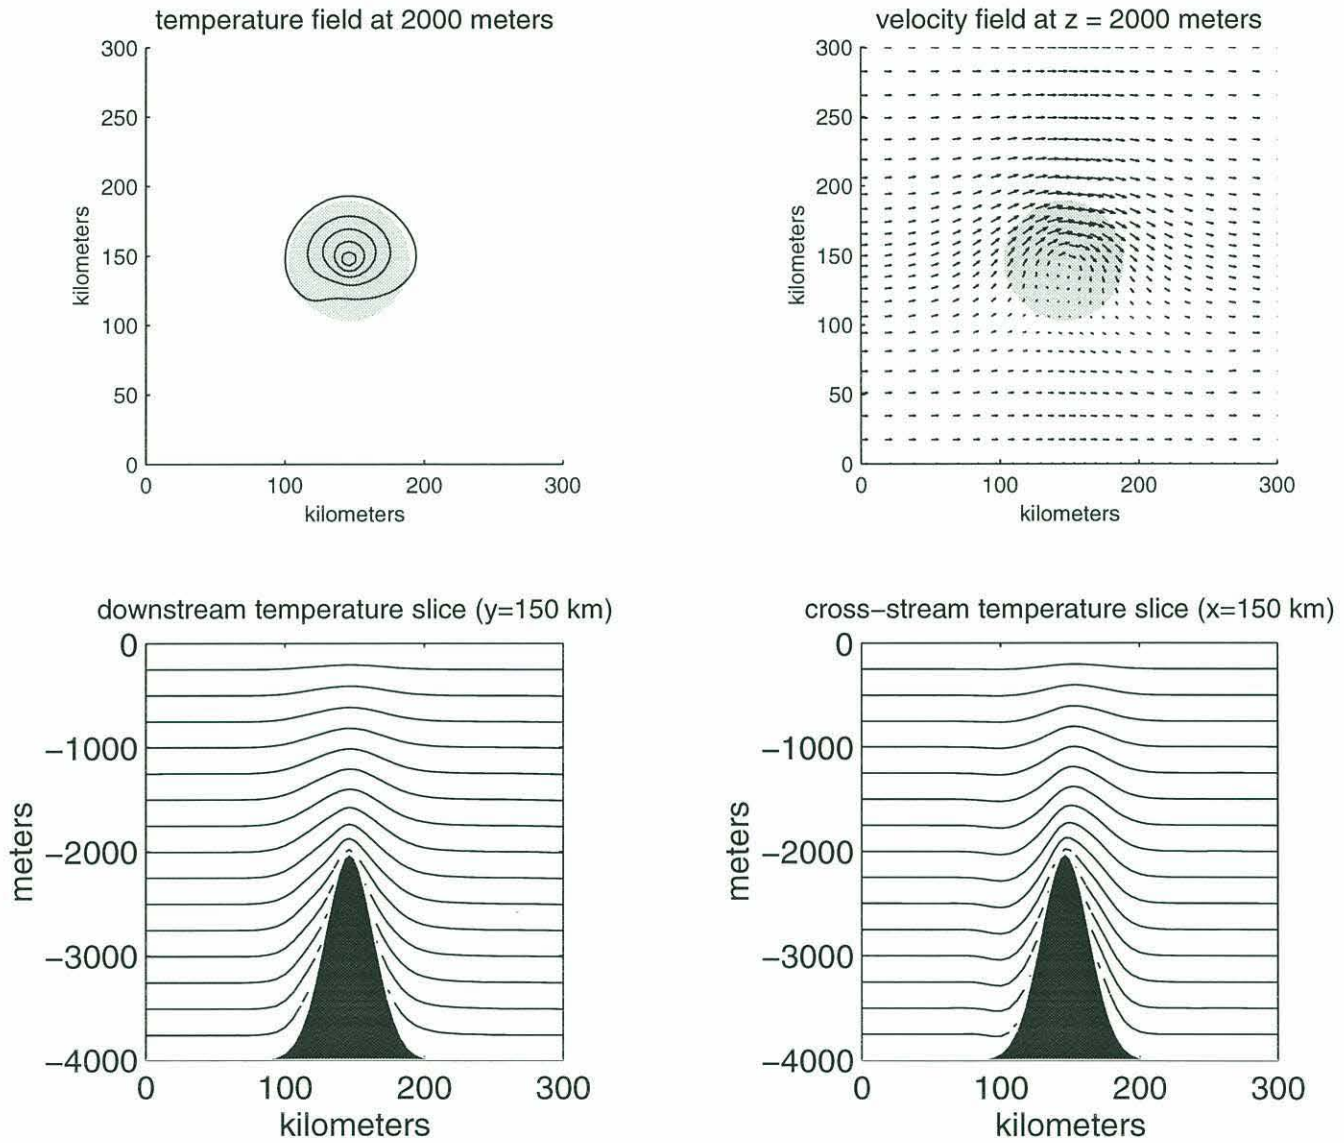 temperature field at 2000 meters
300
250
200
150
100
50
0
kilometers
0 100 200 300
kilometers
velocity field at z = 2000 meters
300
250
200
150
100
50
0
kilometers
0 100 200 300
kilometers
downstream temperature slice (y=150 km)
0
−1000
−2000
−3000
−4000
meters
0 100 200 300
kilometers
cross−stream temperature slice (x=150 km)
0
−1000
−2000
−3000
−4000
meters
0 100 200 300
kilometers